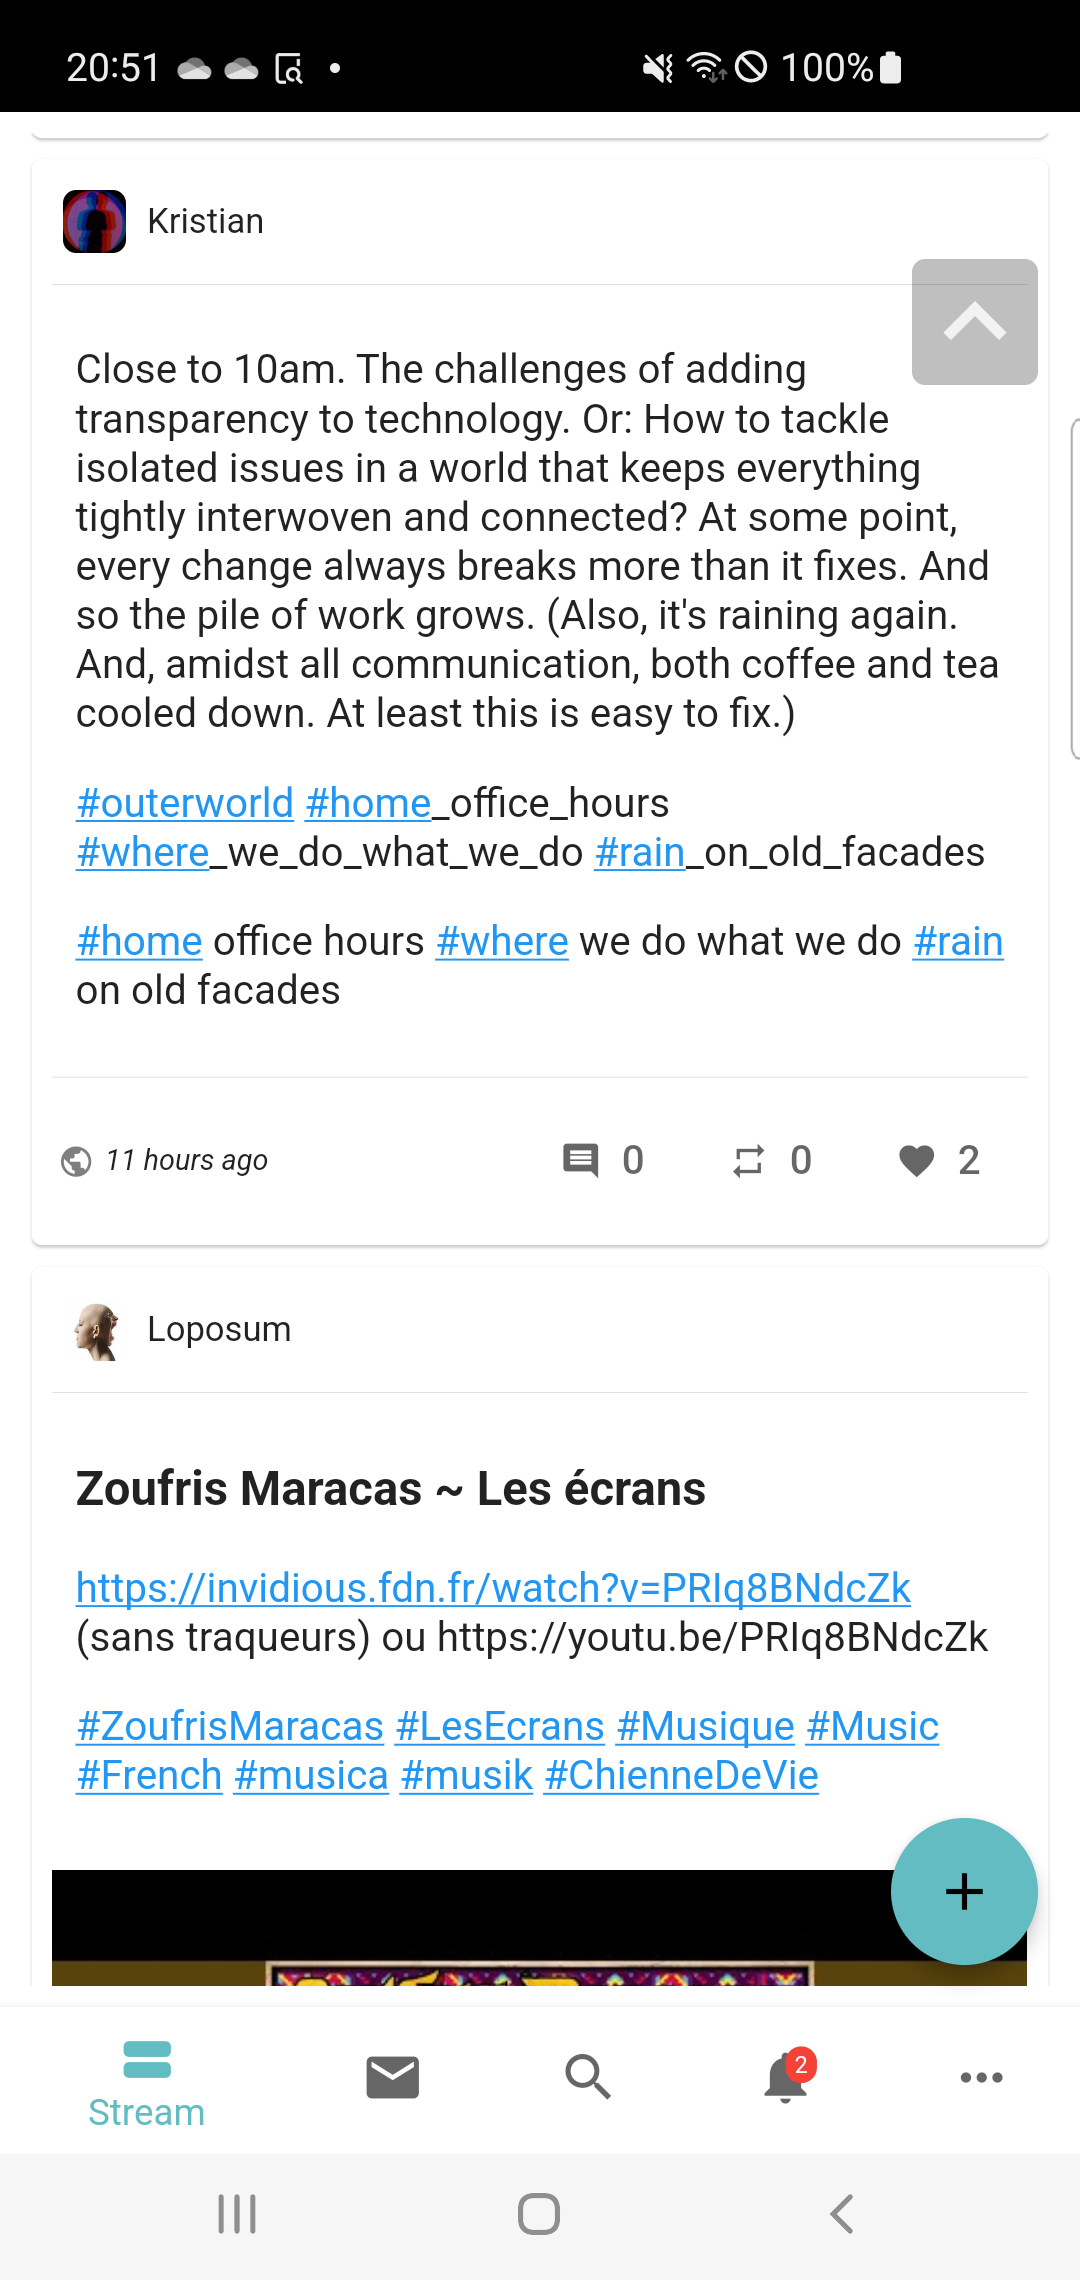 20:51
100%
Kristian
Close to 10am. The challenges of adding
transparency to technology. Or: How to tackle
isolated issues in a world that keeps everything
tightly interwoven and connected? At some point,
every change always breaks more than it fixes. And
so the pile of work grows. (Also, it's raining again.
And, amidst all communication, both coffee and tea
cooled down. At least this is easy to fix.)
#outerworld #home_office_hours
#where_we_do_what_we_do #rain_on_old_facades
#home office hours #where we do what we do #rain
on old facades
11 hours ago 0 0 2
Loposum
Zoufris Maracas ~ Les écrans
https://invidious.fdn.fr/watch?v=PRIq8BNdcZk
(sans traqueurs) ou https://youtu.be/PRIq8BNdcZk
#ZoufrisMaracas #LesEcrans #Musique #Music
#French #musica #musik #ChienneDeVie
2
Stream